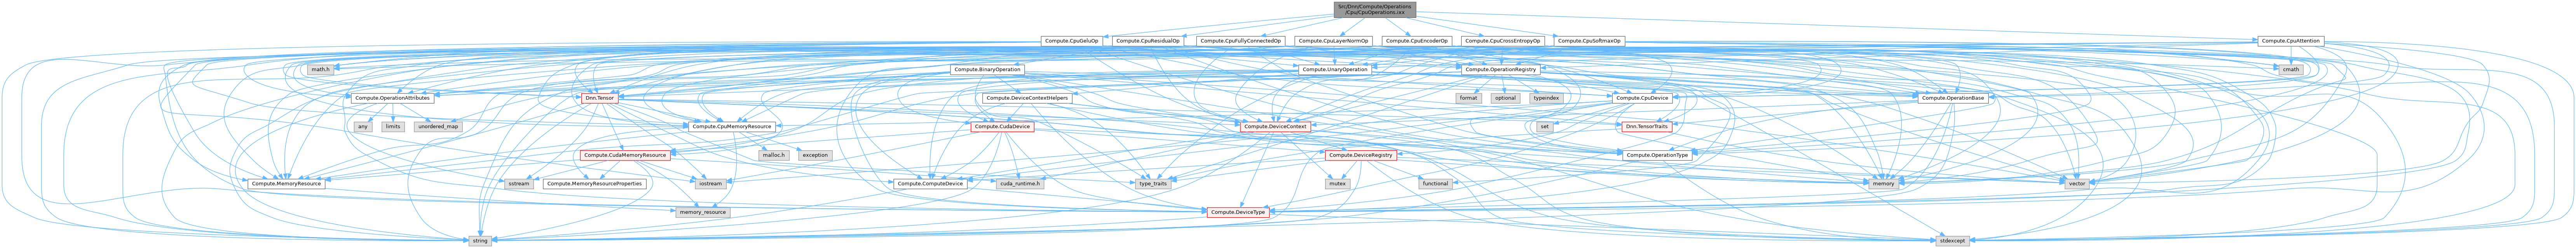 Src/Dnn/Compute/Operations
/Cpu/CpuOperations.ixx
Compute.CpuGeluOp
Compute.CpuResidualOp
Compute.CpuFullyConnectedOp
Compute.CpuLayerNormOp
Compute.CpuEncoderOp
Compute.CpuCrossEntropyOp
Compute.CpuSoftmaxOp
Compute.CpuAttention
math.h
Compute.BinaryOperation
Compute.UnaryOperation
Compute.OperationRegistry
cmath
Compute.OperationAttributes
Dnn.Tensor
Compute.DeviceContextHelpers
format
optional
typeindex
Compute.CpuDevice
Compute.OperationBase
any
limits
unordered_map
Compute.CpuMemoryResource
Compute.CudaDevice
Compute.DeviceContext
set
Dnn.TensorTraits
Compute.CudaMemoryResource
malloc.h
exception
Compute.DeviceRegistry
Compute.OperationType
Compute.MemoryResource
sstream
Compute.MemoryResourceProperties
iostream
Compute.ComputeDevice
cuda_runtime.h
type_traits
mutex
functional
memory
vector
memory_resource
Compute.DeviceType
string
stdexcept